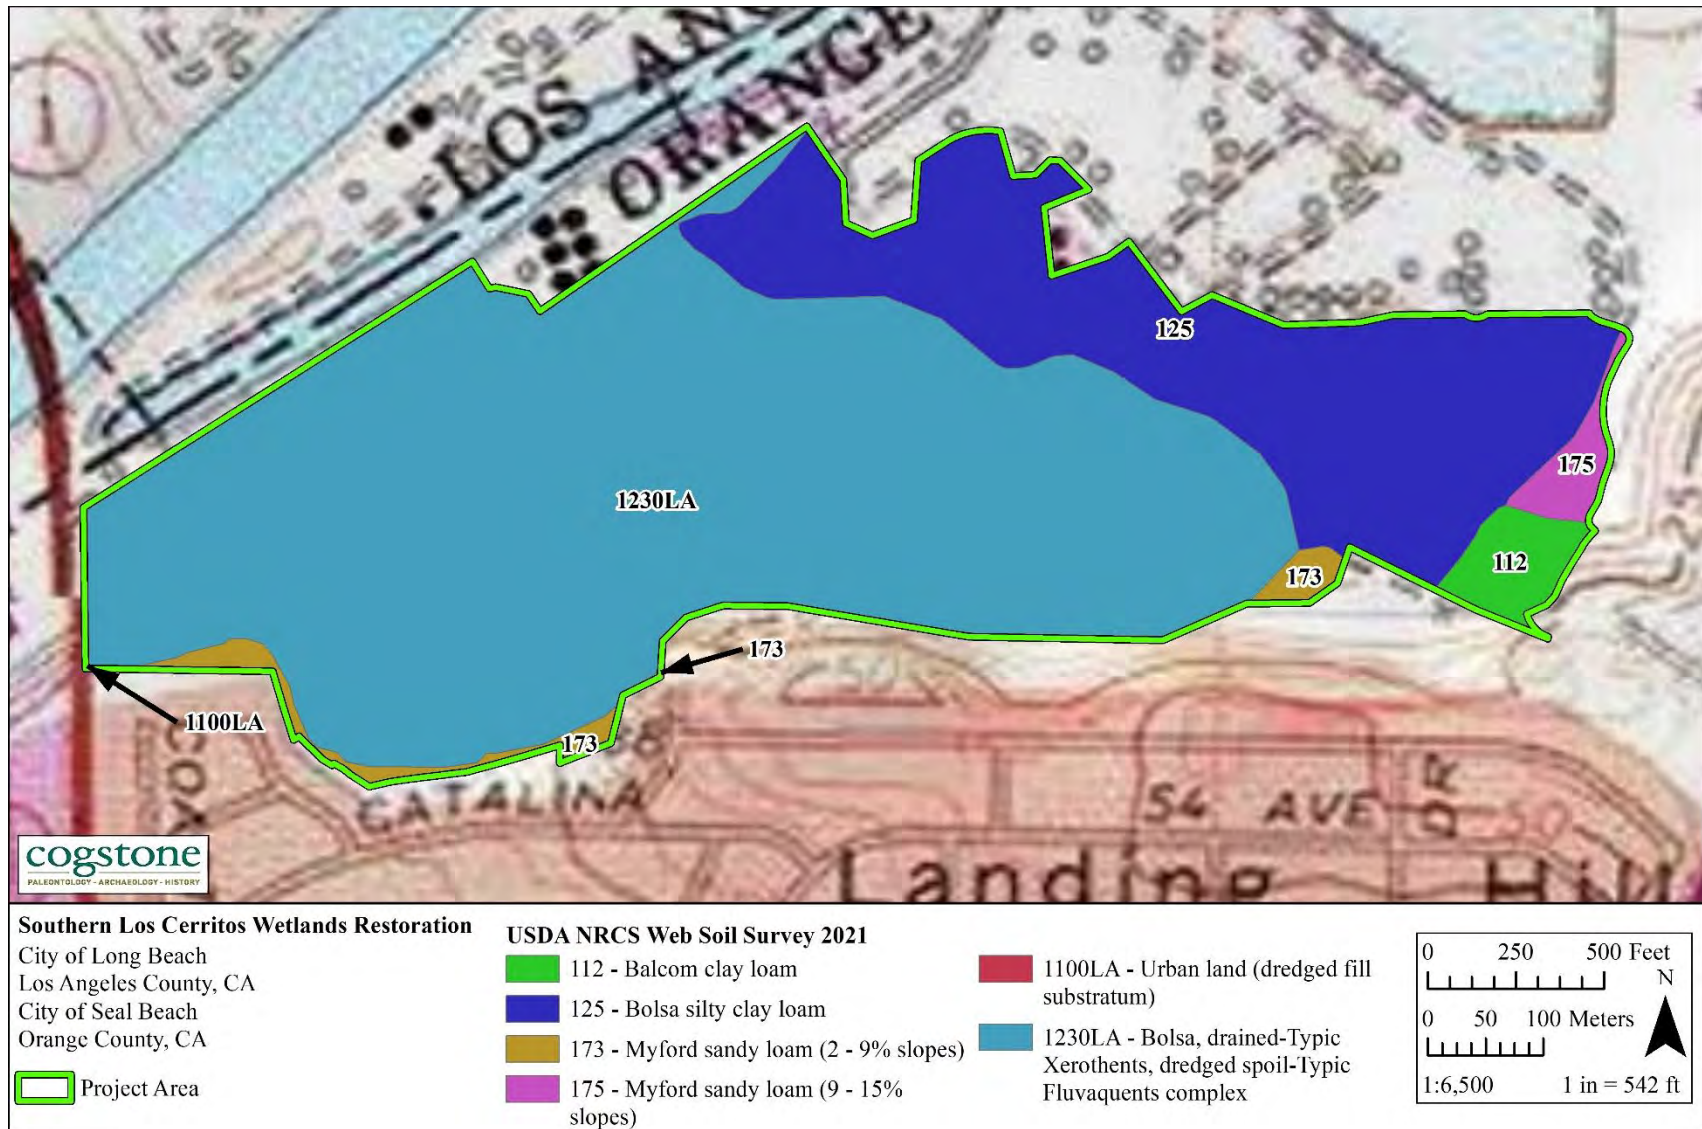 LOS ANG
ORANGE
125
175
1230LA
112
173
173
1100LA
173
CATALINA
54 AVE
DR
Landing Hill
cogstone
PALEONTOLOGY - ARCHAEOLOGY - HISTORY
Southern Los Cerritos Wetlands Restoration
City of Long Beach
Los Angeles County, CA
City of Seal Beach
Orange County, CA
Project Area
USDA NRCS Web Soil Survey 2021
112 - Balcom clay loam
125 - Bolsa silty clay loam
173 - Myford sandy loam (2 - 9% slopes)
175 - Myford sandy loam (9 - 15%
slopes)
1100LA - Urban land (dredged fill
substratum)
1230LA - Bolsa, drained-Typic
Xerothents, dredged spoil-Typic
Fluvaquents complex
0 250 500 Feet
N
0 50 100 Meters
1:6,500 1 in = 542 ft